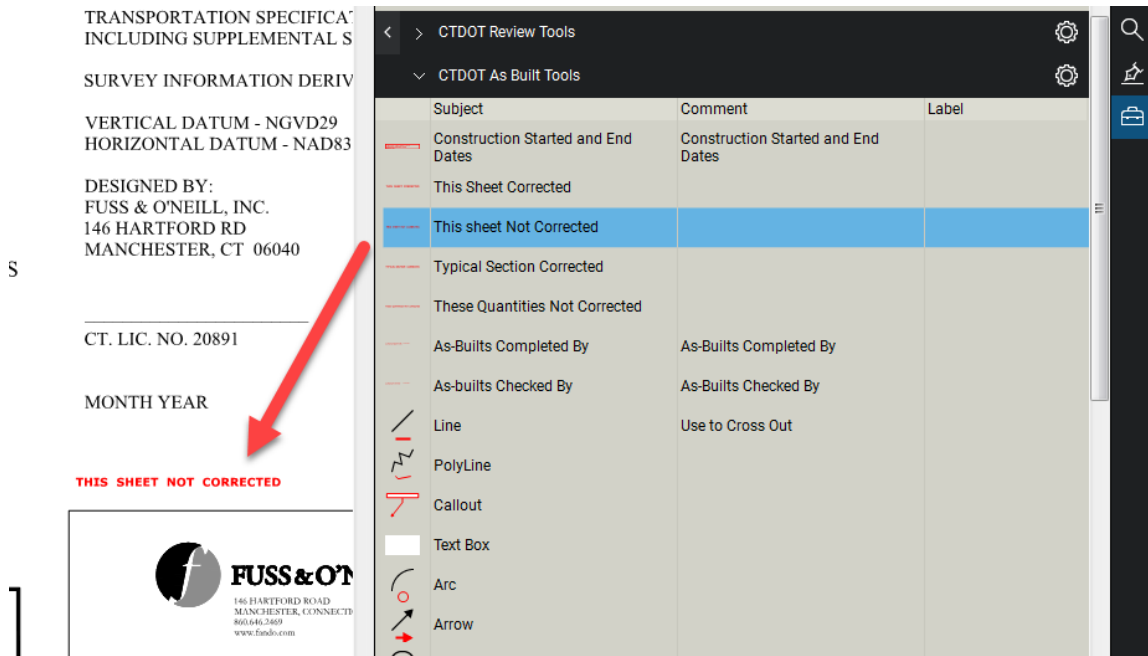 TRANSPORTATION SPECIFICAT
INCLUDING SUPPLEMENTAL S
SURVEY INFORMATION DERIV
VERTICAL DATUM - NGVD29
HORIZONTAL DATUM - NAD83
DESIGNED BY:
FUSS & O'NEILL, INC.
146 HARTFORD RD
MANCHESTER, CT 06040
S
CT. LIC. NO. 20891
MONTH YEAR
THIS SHEET NOT CORRECTED
f
FUSS & O'N
146 HARTFORD ROAD
MANCHESTER, CONNECTI
860.646.2469
www.fando.com
CTDOT Review Tools
CTDOT As Built Tools
Subject Comment Label
Construction Started and End Construction Started and End
Dates Dates
This Sheet Corrected
This sheet Not Corrected
Typical Section Corrected
These Quantities Not Corrected
As-Builts Completed By As-Builts Completed By
As-builts Checked By As-Builts Checked By
Line Use to Cross Out
PolyLine
Callout
Text Box
Arc
Arrow